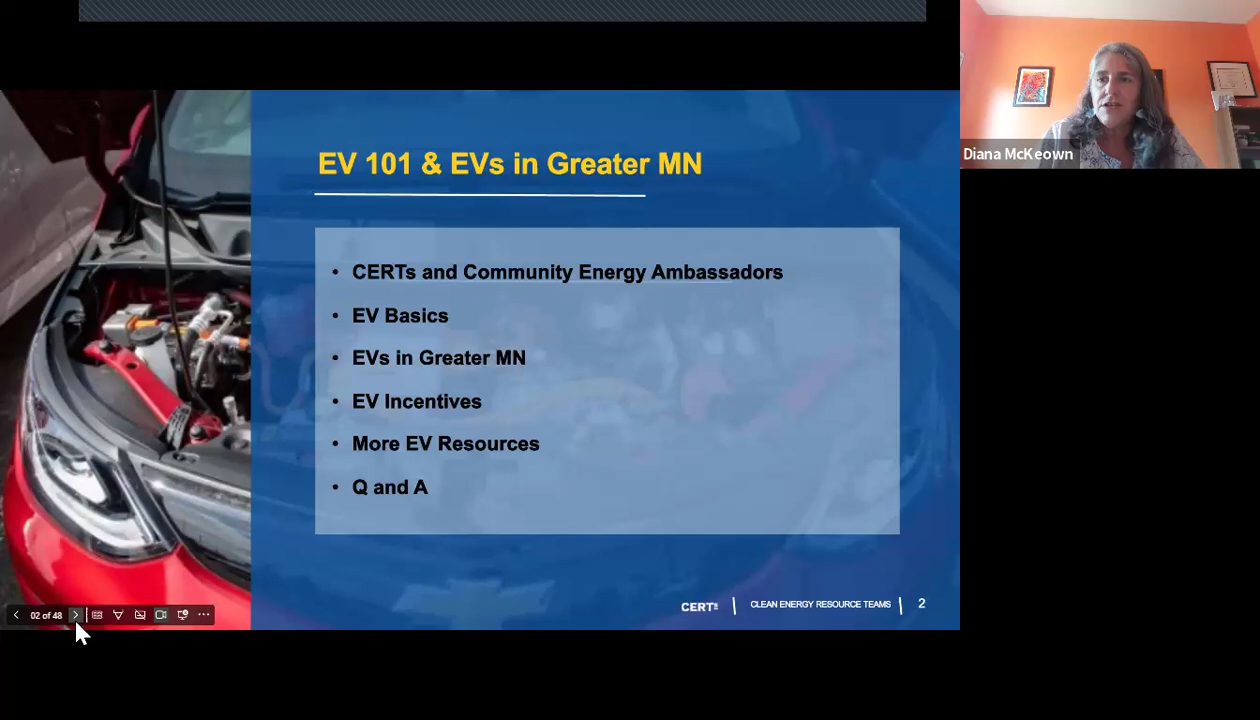 EV 101 & EVs in Greater MN
• CERTs and Community Energy Ambassadors
• EV Basics
• EVs in Greater MN
• EV Incentives
• More EV Resources
• Q and A
CERTs | CLEAN ENERGY RESOURCE TEAMS | 2
02 of 48
Diana McKeown